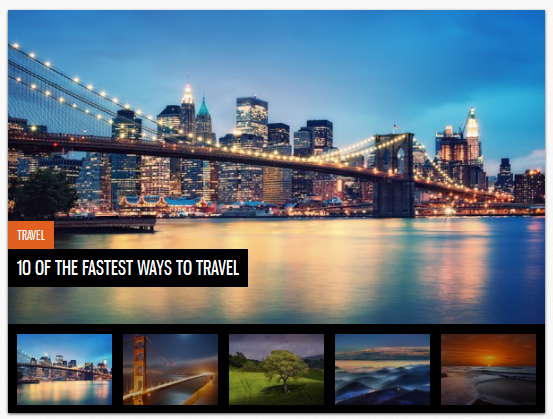 TRAVEL
10 OF THE FASTEST WAYS TO TRAVEL